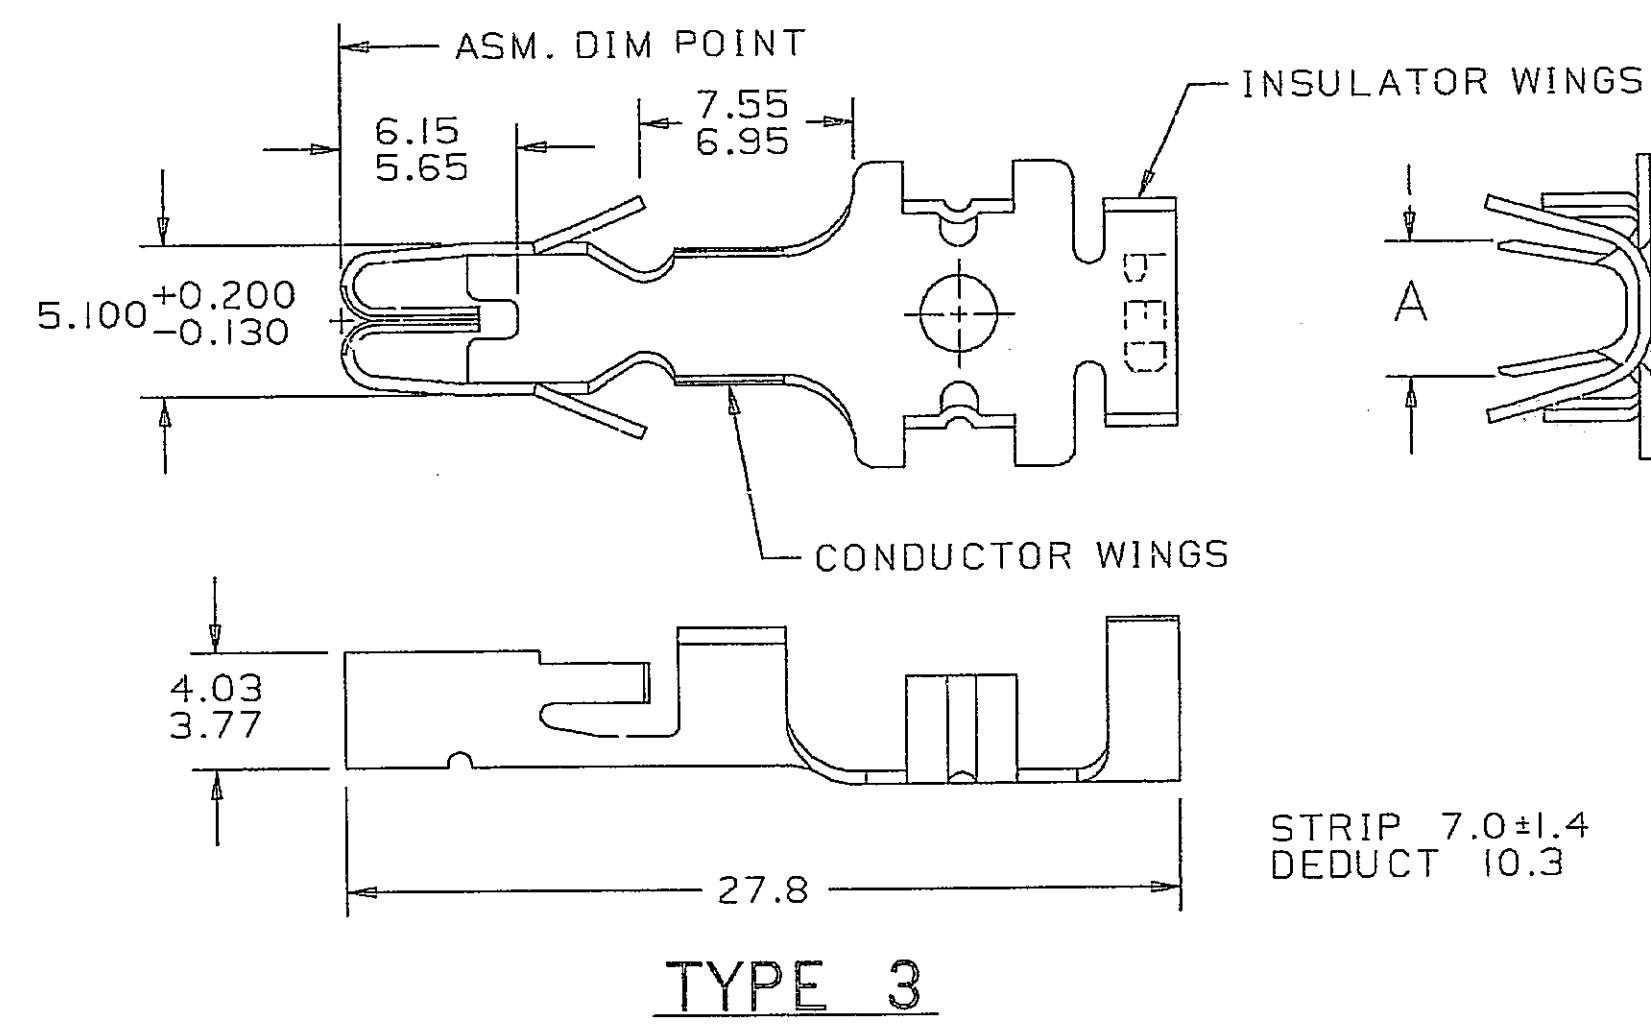 ASM. DIM POINT
INSULATOR WINGS
7.55
6.95
6.15
5.65
5.100 +0.200
-0.130
A
PED
CONDUCTOR WINGS
4.03
3.77
STRIP 7.0±1.4
DEDUCT 10.3
27.8
TYPE 3